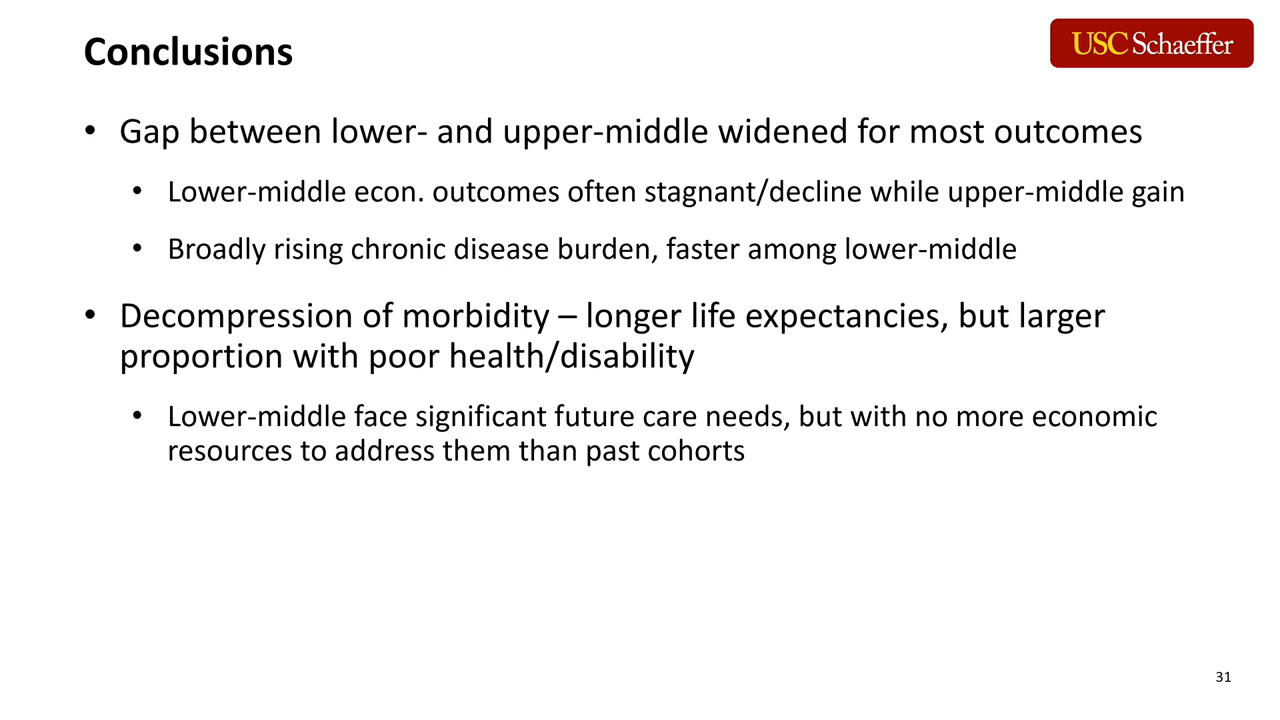 Conclusions
USC Schaeffer
• Gap between lower- and upper-middle widened for most outcomes
• Lower-middle econ. outcomes often stagnant/decline while upper-middle gain
• Broadly rising chronic disease burden, faster among lower-middle
• Decompression of morbidity – longer life expectancies, but larger
proportion with poor health/disability
• Lower-middle face significant future care needs, but with no more economic
resources to address them than past cohorts
31